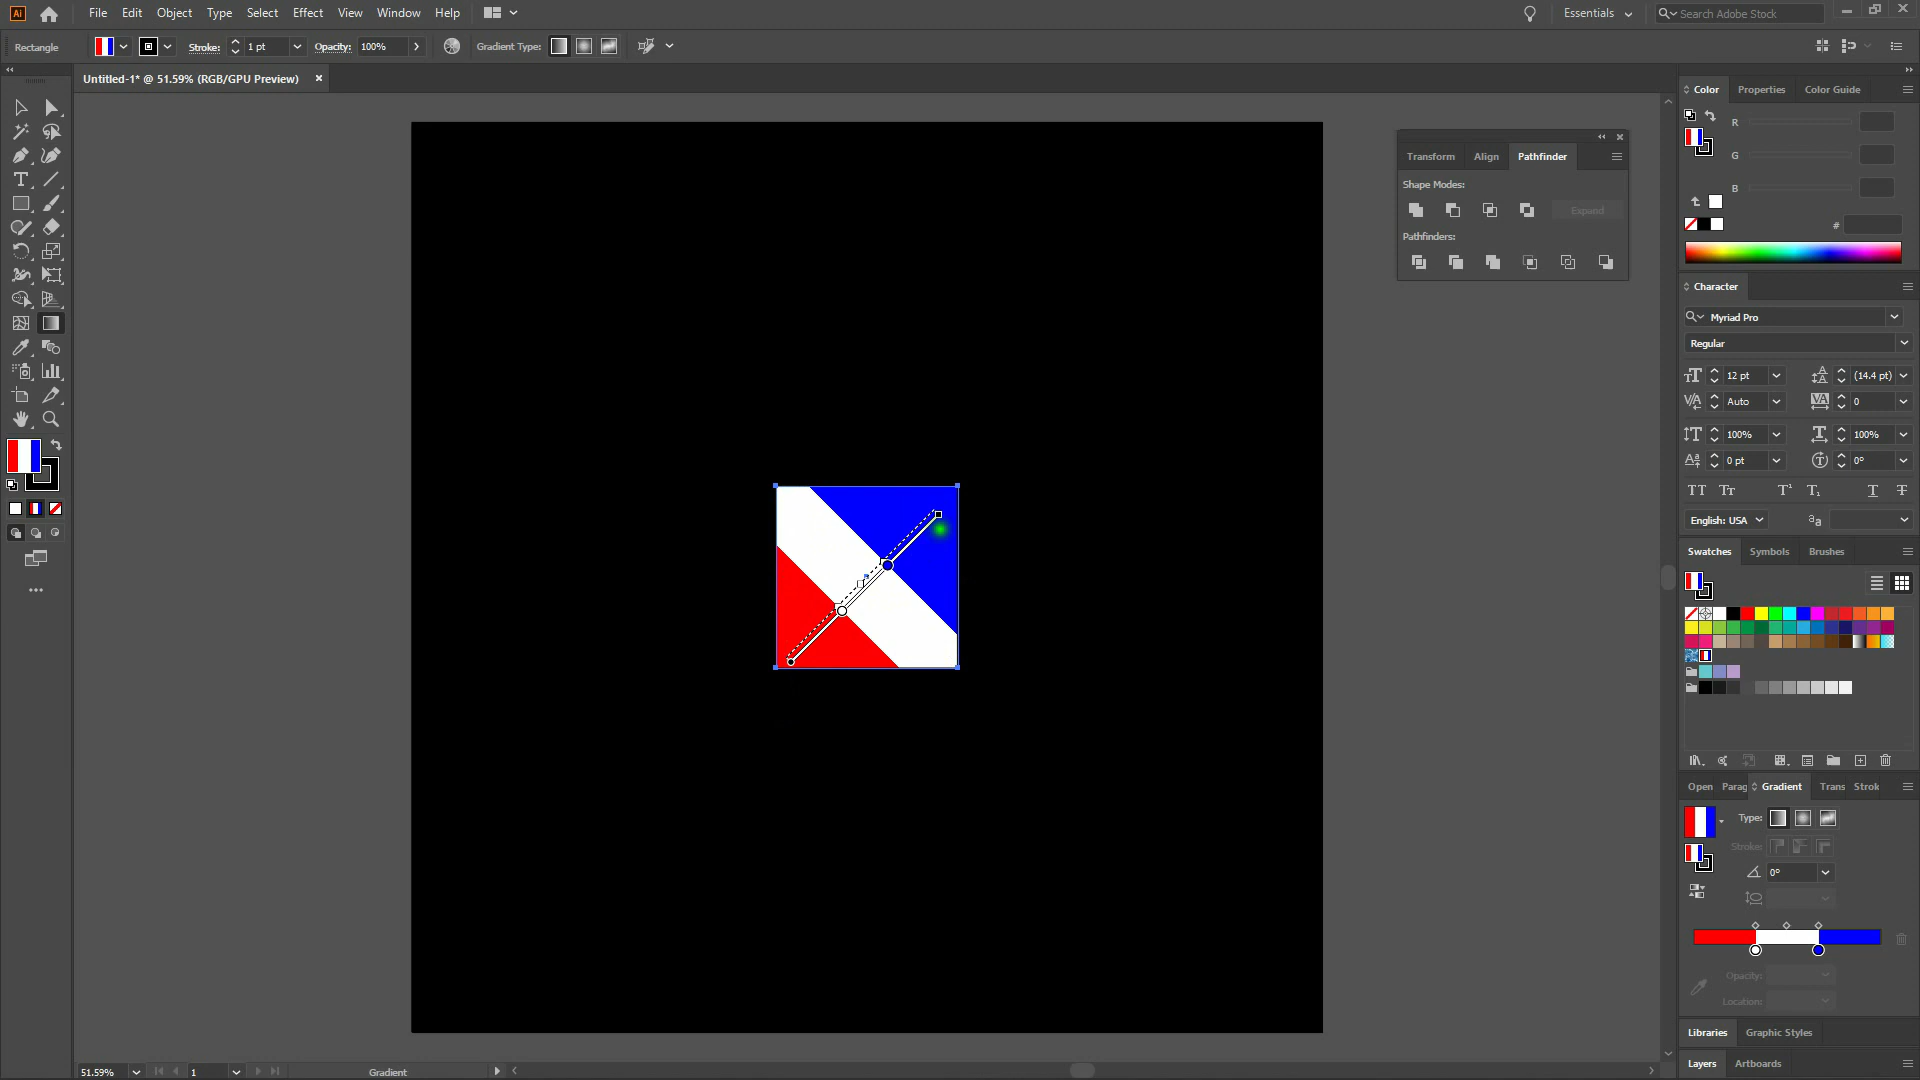 Ai File Edit Object Type Select Effect View Window Help Essentials Search Adobe Stock
Rectangle Stroke: 1 pt Opacity: 100% Gradient Type:
Untitled-1* @ 51.59% (RGB/GPU Preview)
Color Properties Color Guide
R
G
B
#
Transform Align Pathfinder
Shape Modes:
Expand
Pathfinders:
Character
Myriad Pro
Regular
12 pt (14.4 pt)
Auto 0
100% 100%
0 pt 0°
English: USA
Swatches Symbols Brushes
Open Parag Gradient Trans Strok
Type:
Stroke:
0°
Opacity:
Location:
Libraries Graphic Styles
Layers Artboards
51.59% 1 Gradient